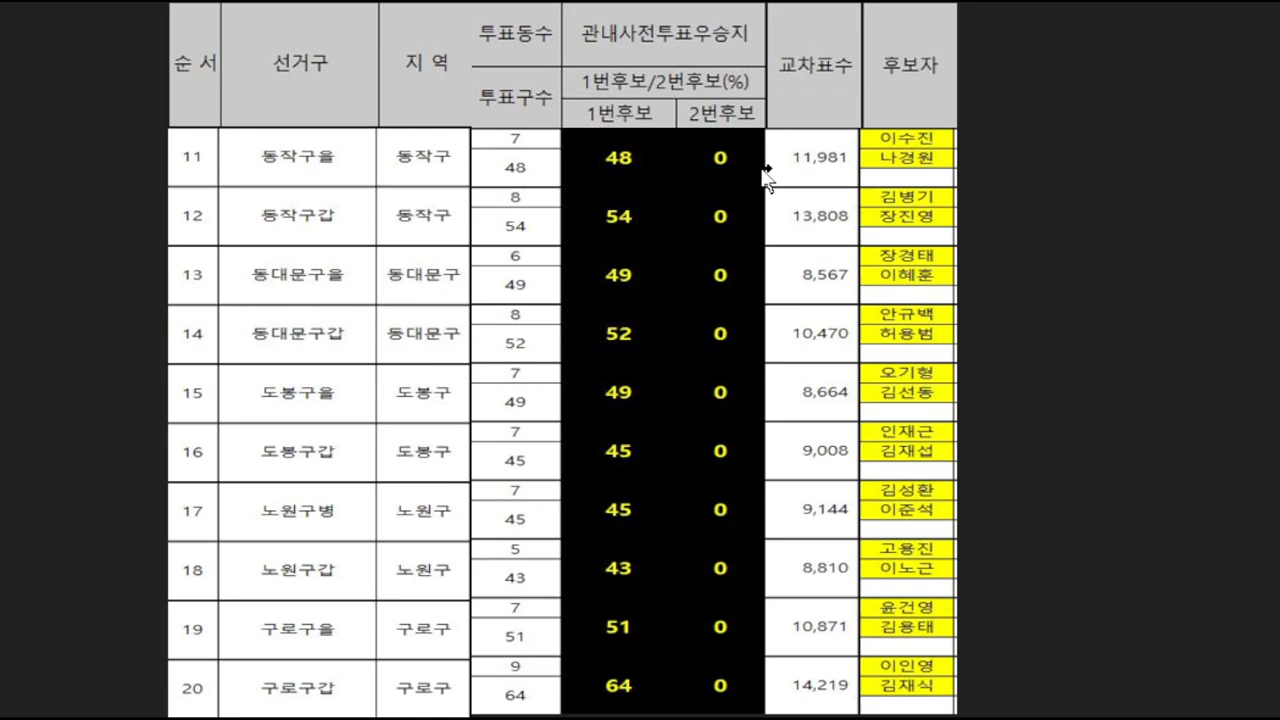 순 서 선거구 지 역 투표동수 관내사전투표우승지 교차표수 후보자
투표구수 1번후보/2번후보(%)
1번후보 2번후보
11 동작구을 동작구 7 48 0 11,981 이수진
48 나경원
12 동작구갑 동작구 8 54 0 13,808 김병기
54 장진영
13 동대문구을 동대문구 6 49 0 8,567 장경태
49 이혜훈
14 동대문구갑 동대문구 8 52 0 10,470 안규백
52 허용범
15 도봉구을 도봉구 7 49 0 8,664 오기형
49 김선동
16 도봉구갑 도봉구 7 45 0 9,008 인재근
45 김재섭
17 노원구병 노원구 7 45 0 9,144 김성환
45 이준석
18 노원구갑 노원구 5 43 0 8,810 고용진
43 이노근
19 구로구을 구로구 7 51 0 10,871 윤건영
51 김용태
20 구로구갑 구로구 9 64 0 14,219 이인영
64 김재식